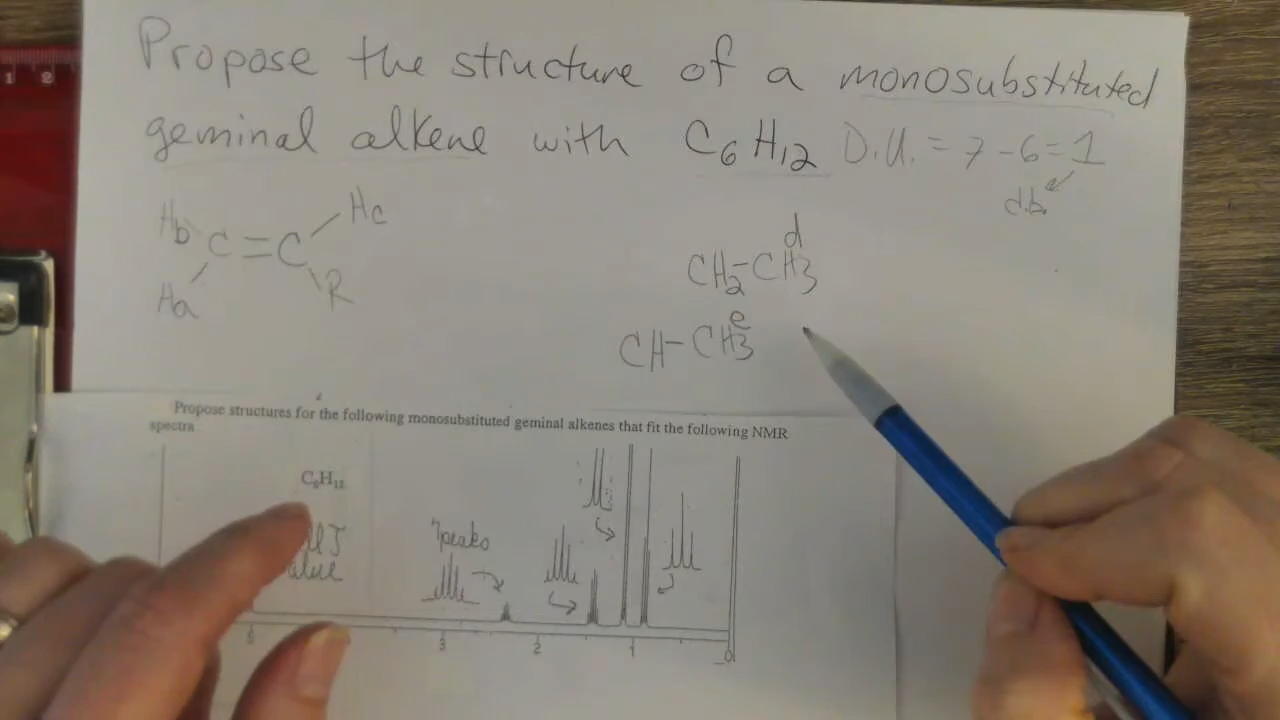 1 2
Propose the structure of a monosubstituted
geminal alkene with C6H12 D.U. = 7 - 6 = 1
d.b.
Hb C = C Hc
Ha R
d
CH2-CH3
e
CH-CH3
Propose structures for the following monosubstituted geminal alkenes that fit the following NMR
spectra
C6H12
7peaks
3 2 1 0